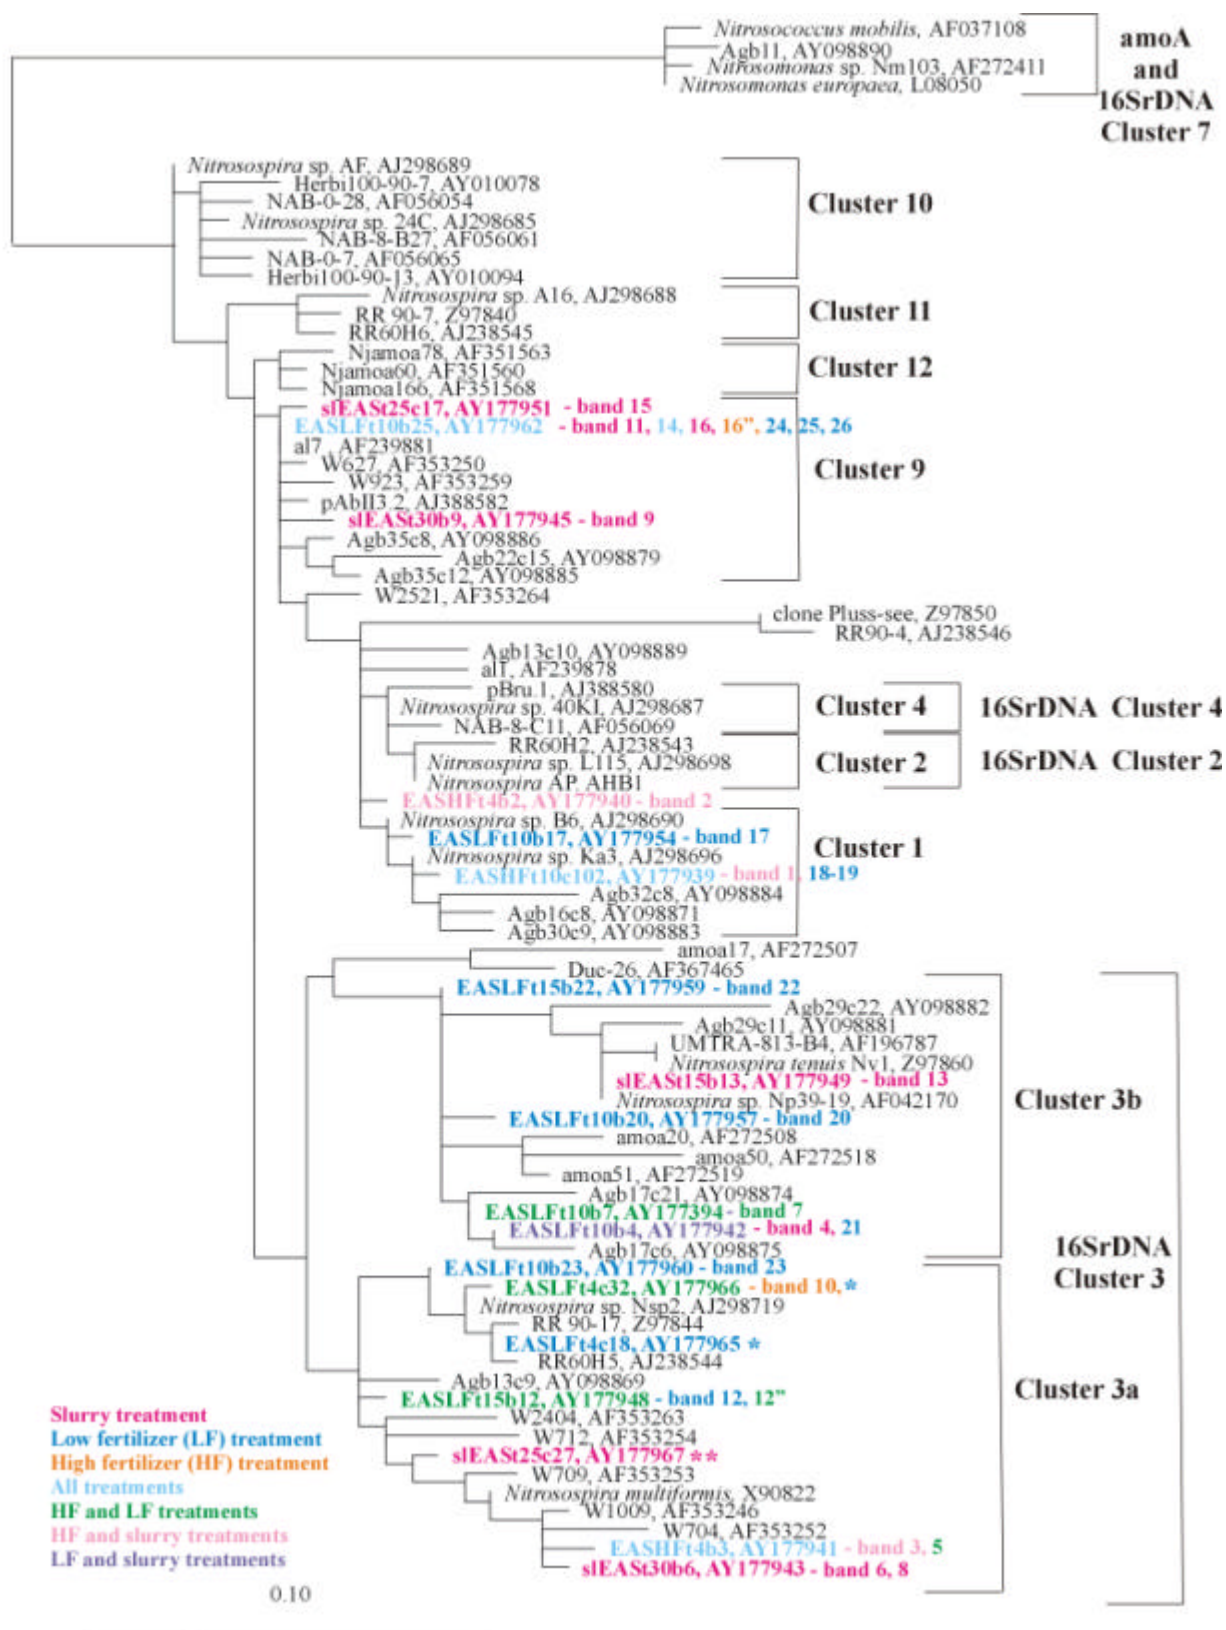 Nitrosococcus mobilis, AF037108
Agb11, AY098890
Nitrosomonas sp. Nm103, AF272411
Nitrosomonas europaea, L08050
amoA
and
16SrDNA
Cluster 7
Nitrosospira sp. AF, AJ298689
Herbi100-90-7, AY010078
NAB-0-28, AF056054
Nitrosospira sp. 24C, AJ298685
NAB-8-B27, AF056061
NAB-0-7, AF056065
Herbi100-90-13, AY010094
Cluster 10
Nitrosospira sp. A16, AJ298688
RR 90-7, Z97840
RR60H6, AJ238545
Cluster 11
Njamoa78, AF351563
Njamoa60, AF351560
Njamoa166, AF351568
Cluster 12
slEASt25c17, AY177951 - band 15
EASLFt10b25, AY177962 - band 11, 14, 16, 16”, 24, 25, 26
al7, AF239881
W627, AF353250
W923, AF353259
pAbII3.2, AJ388582
slEASt30b9, AY177945 - band 9
Agb35c8, AY098886
Agb22c15, AY098879
Agb35c12, AY098885
Cluster 9
W2521, AF353264
clone Pluss-see, Z97850
RR90-4, AJ238546
Agb13c10, AY098889
al1, AF239878
pBru.1, AJ388580
Nitrosospira sp. 40KI, AJ298687
NAB-8-C11, AF056069
Cluster 4
16SrDNA Cluster 4
RR60H2, AJ238543
Nitrosospira sp. L115, AJ298698
Nitrosospira AP, AHB1
Cluster 2
16SrDNA Cluster 2
EASHFt4b2, AY177940 - band 2
Nitrosospira sp. B6, AJ298690
EASLFt10b17, AY177954 - band 17
Nitrosospira sp. Ka3, AJ298696
EASHFt10c102, AY177939 - band 1, 18-19
Agb32c8, AY098884
Agb16c8, AY098871
Agb30c9, AY098883
Cluster 1
amoa17, AF272507
Duc-26, AF367465
EASLFt15b22, AY177959 - band 22
Agb29c22, AY098882
Agb29c11, AY098881
UMTRA-813-B4, AF196787
Nitrosospira tenuis Nv1, Z97860
slEASt15b13, AY177949 - band 13
Nitrosospira sp. Np39-19, AF042170
EASLFt10b20, AY177957 - band 20
amoa20, AF272508
amoa50, AF272518
amoa51, AF272519
Agb17c21, AY098874
EASLFt10b7, AY177394 - band 7
EASLFt10b4, AY177942 - band 4, 21
Agb17c6, AY098875
Cluster 3b
EASLFt10b23, AY177960 - band 23
EASLFt4c32, AY177966 - band 10, *
Nitrosospira sp. Nsp2, AJ298719
RR 90-17, Z97844
EASLFt4c18, AY177965 *
RR60H5, AJ238544
Agb13c9, AY098869
EASLFt15b12, AY177948 - band 12, 12”
W2404, AF353263
W712, AF353254
slEASt25c27, AY177967 **
W709, AF353253
Nitrosospira multiformis, X90822
W1009, AF353246
W704, AF353252
EASHFt4b3, AY177941 - band 3, 5
slEASt30b6, AY177943 - band 6, 8
Cluster 3a
16SrDNA
Cluster 3
Slurry treatment
Low fertilizer (LF) treatment
High fertilizer (HF) treatment
All treatments
HF and LF treatments
HF and slurry treatments
LF and slurry treatments
0.10